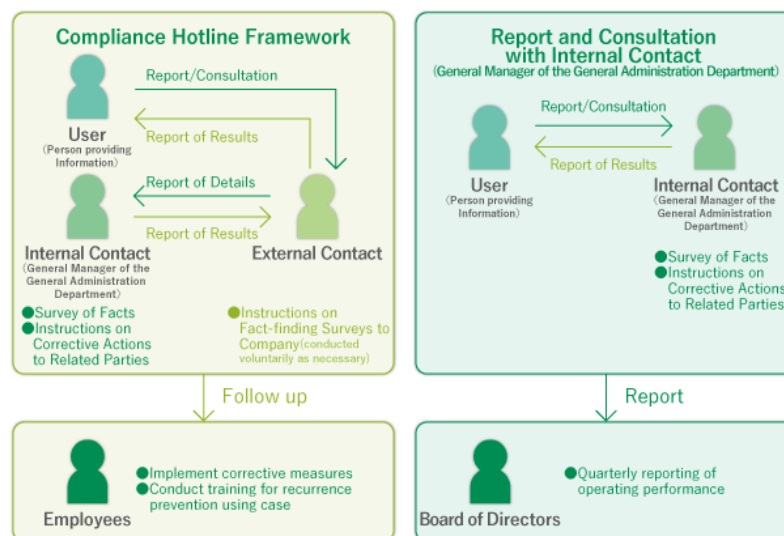 Compliance Hotline Framework
Report/Consultation
User
(Person providing
Information)
Report of Results
Report of Details
Report of Results
Internal Contact
(General Manager of the
General Administration
Department)
External Contact
●Survey of Facts
●Instructions on
Corrective Actions
to Related Parties
●Instructions on
Fact-finding Surveys to
Company(conducted
voluntarily as necessary)
Follow up
Employees
●Implement corrective measures
●Conduct training for recurrence
prevention using case
Report and Consultation
with Internal Contact
(General Manager of the General Administration Department)
Report/Consultation
Report of Results
User
(Person providing
Information)
Internal Contact
(General Manager of the
General Administration
Department)
●Survey of Facts
●Instructions on
Corrective Actions
to Related Parties
Report
Board of Directors
●Quarterly reporting of
operating performance